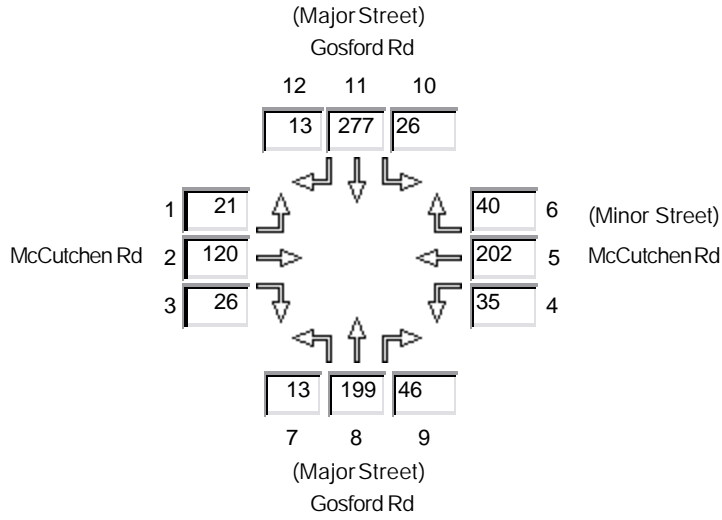 (Major Street)
Gosford Rd
12 11 10
13 277 26
1 21 40 6 (Minor Street)
McCutchen Rd 2 120 202 5 McCutchen Rd
3 26 35 4
13 199 46
7 8 9
(Major Street)
Gosford Rd